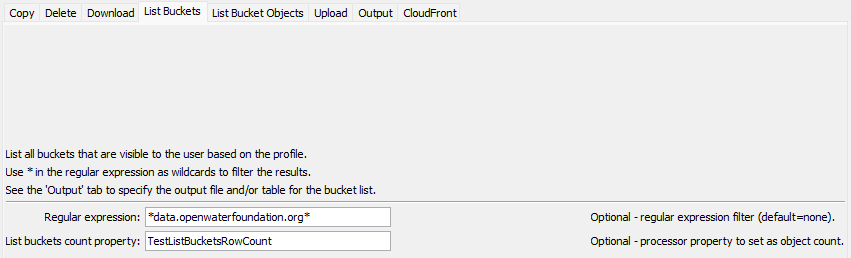 Copy Delete Download List Buckets List Bucket Objects Upload Output CloudFront
List all buckets that are visible to the user based on the profile.
Use * in the regular expression as wildcards to filter the results.
See the 'Output' tab to specify the output file and/or table for the bucket list.
Regular expression: *data.openwaterfoundation.org* Optional - regular expression filter (default=none).
List buckets count property: TestListBucketsRowCount Optional - processor property to set as object count.